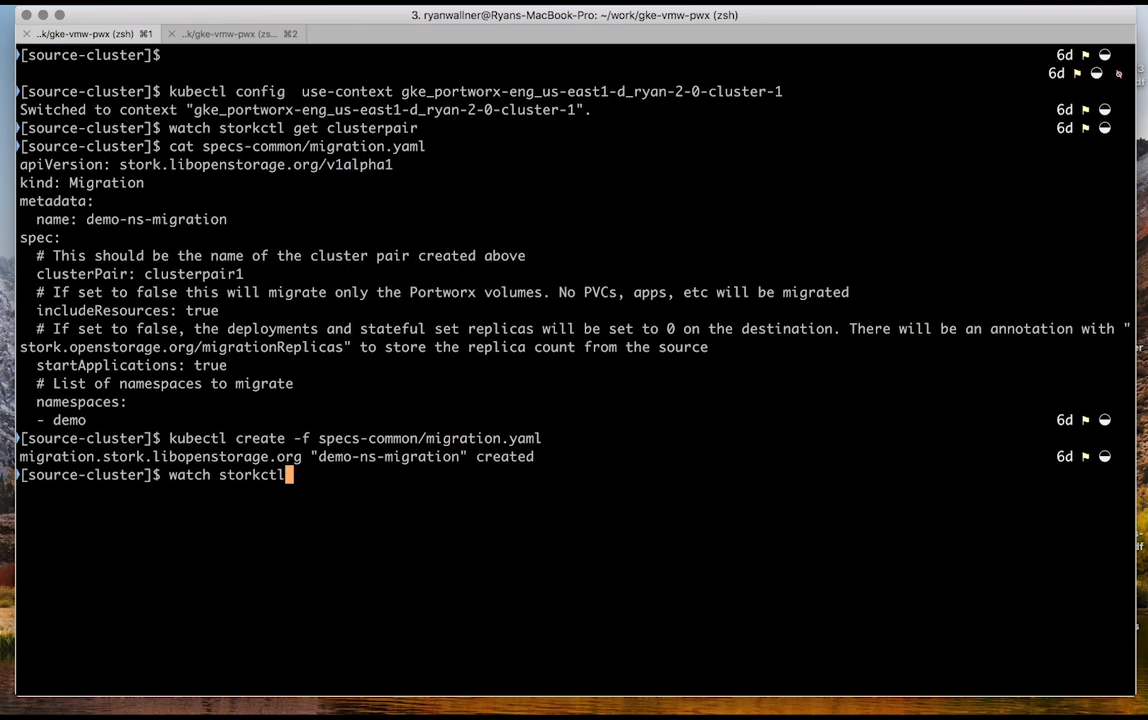 3. ryanwallner@Ryans-MacBook-Pro: ~/work/gke-vmw-pwx (zsh)
..k/gke-vmw-pwx (zsh) ⌘1 ..k/gke-vmw-pwx (zs... ⌘2
[source-cluster]$ 6d
6d
[source-cluster]$ kubectl config  use-context gke_portworx-eng_us-east1-d_ryan-2-0-cluster-1
Switched to context "gke_portworx-eng_us-east1-d_ryan-2-0-cluster-1". 6d
[source-cluster]$ watch storkctl get clusterpair 6d
[source-cluster]$ cat specs-common/migration.yaml
apiVersion: stork.libopenstorage.org/v1alpha1
kind: Migration
metadata:
  name: demo-ns-migration
spec:
  # This should be the name of the cluster pair created above
  clusterPair: clusterpair1
  # If set to false this will migrate only the Portworx volumes. No PVCs, apps, etc will be migrated
  includeResources: true
  # If set to false, the deployments and stateful set replicas will be set to 0 on the destination. There will be an annotation with "
stork.openstorage.org/migrationReplicas" to store the replica count from the source
  startApplications: true
  # List of namespaces to migrate
  namespaces:
  - demo 6d
[source-cluster]$ kubectl create -f specs-common/migration.yaml
migration.stork.libopenstorage.org "demo-ns-migration" created 6d
[source-cluster]$ watch storkctl